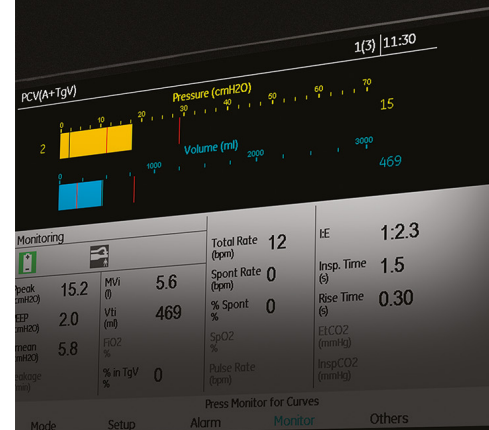 1(3) 11:30
PCV(A+TgV)
Pressure (cmH2O)
0 10 20 30 40 50 60 70
2 15
Volume (ml)
0 1000 2000 3000
469
Monitoring
Ppeak (cmH2O) 15.2
PEEP (cmH2O) 2.0
Pmean (cmH2O) 5.8
MVi (l) 5.6
Vti (ml) 469
FiO2 %
% in TgV % 0
Total Rate (bpm) 12
Spont Rate (bpm) 0
% Spont % 0
SpO2 %
Pulse Rate (bpm)
I:E 1:2.3
Insp. Time (s) 1.5
Rise Time (s) 0.30
EtCO2 (mmHg)
InspCO2 (mmHg)
Press Monitor for Curves
Mode Setup Alarm Monitor Others